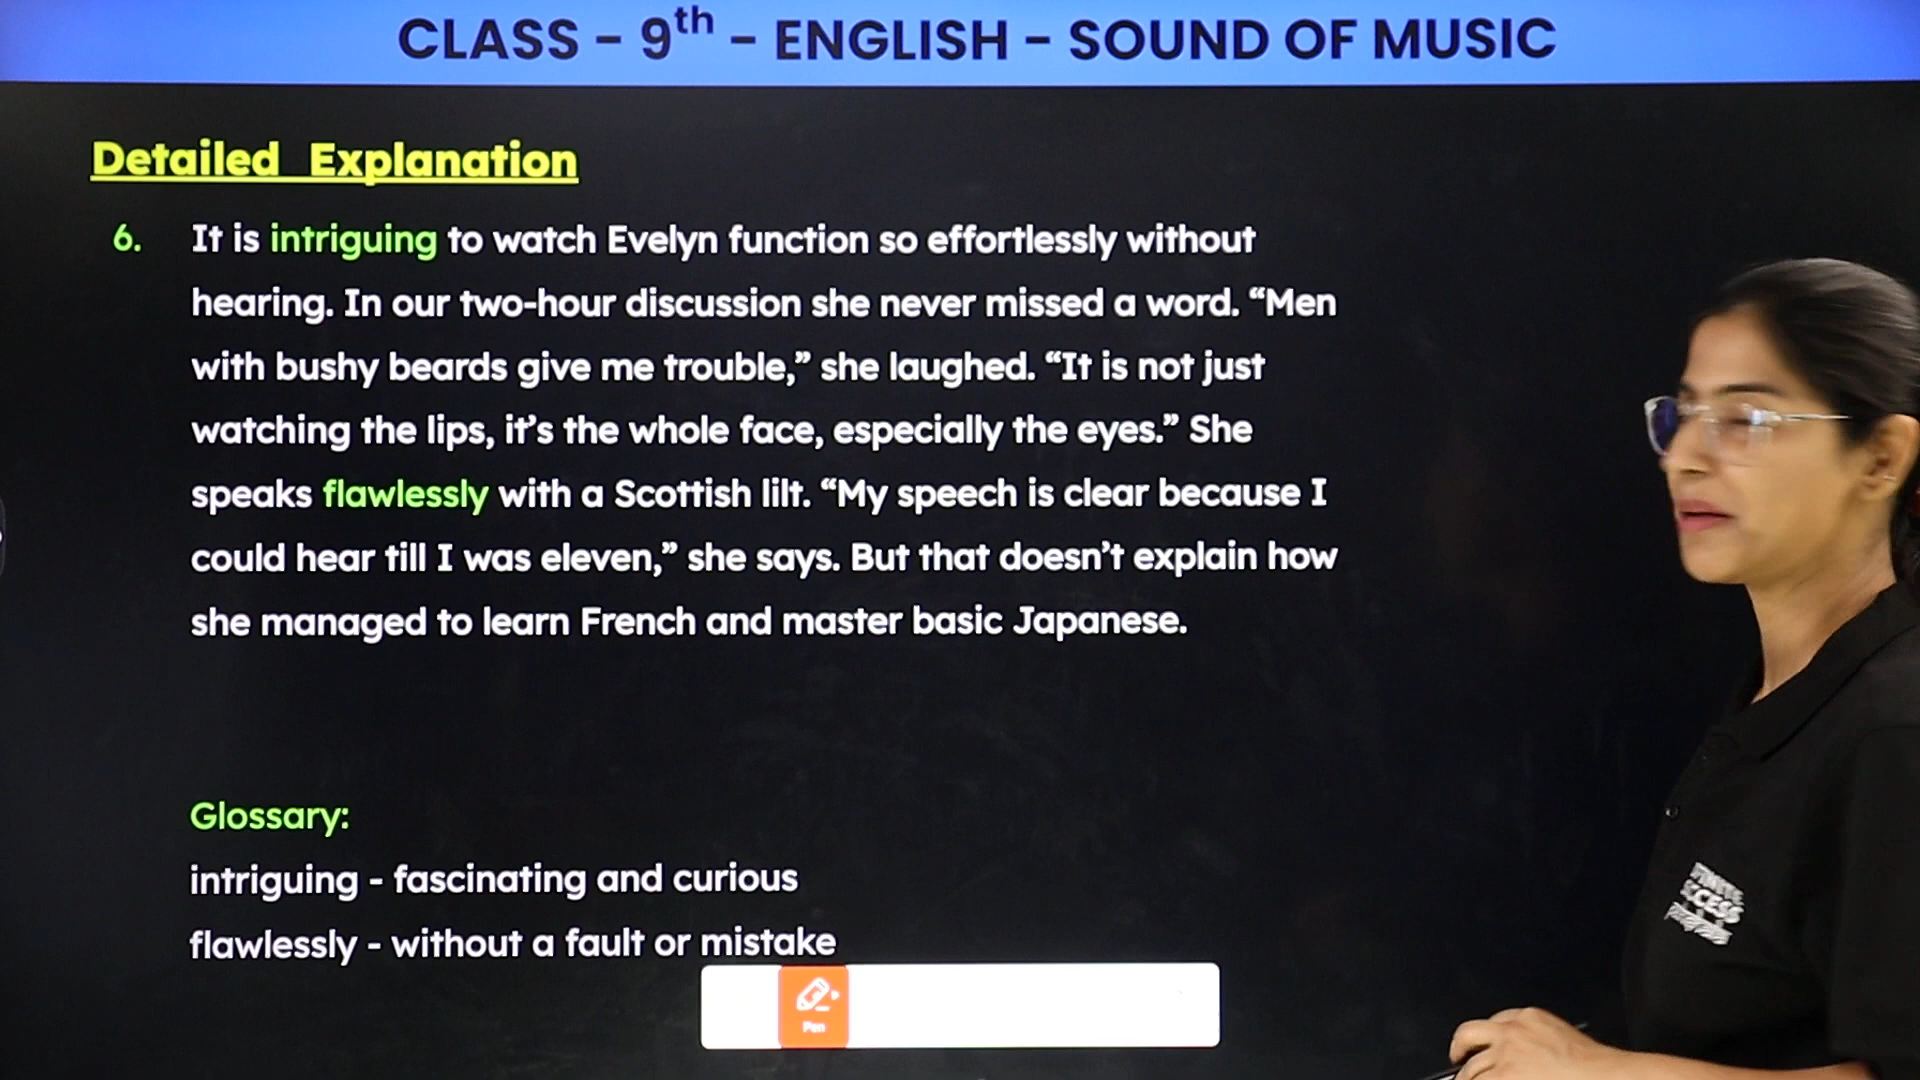 CLASS - 9th - ENGLISH - SOUND OF MUSIC
Detailed Explanation
6. It is intriguing to watch Evelyn function so effortlessly without
hearing. In our two-hour discussion she never missed a word. “Men
with bushy beards give me trouble,” she laughed. “It is not just
watching the lips, it’s the whole face, especially the eyes.” She
speaks flawlessly with a Scottish lilt. “My speech is clear because I
could hear till I was eleven,” she says. But that doesn’t explain how
she managed to learn French and master basic Japanese.
Glossary:
intriguing - fascinating and curious
flawlessly - without a fault or mistake
Pen